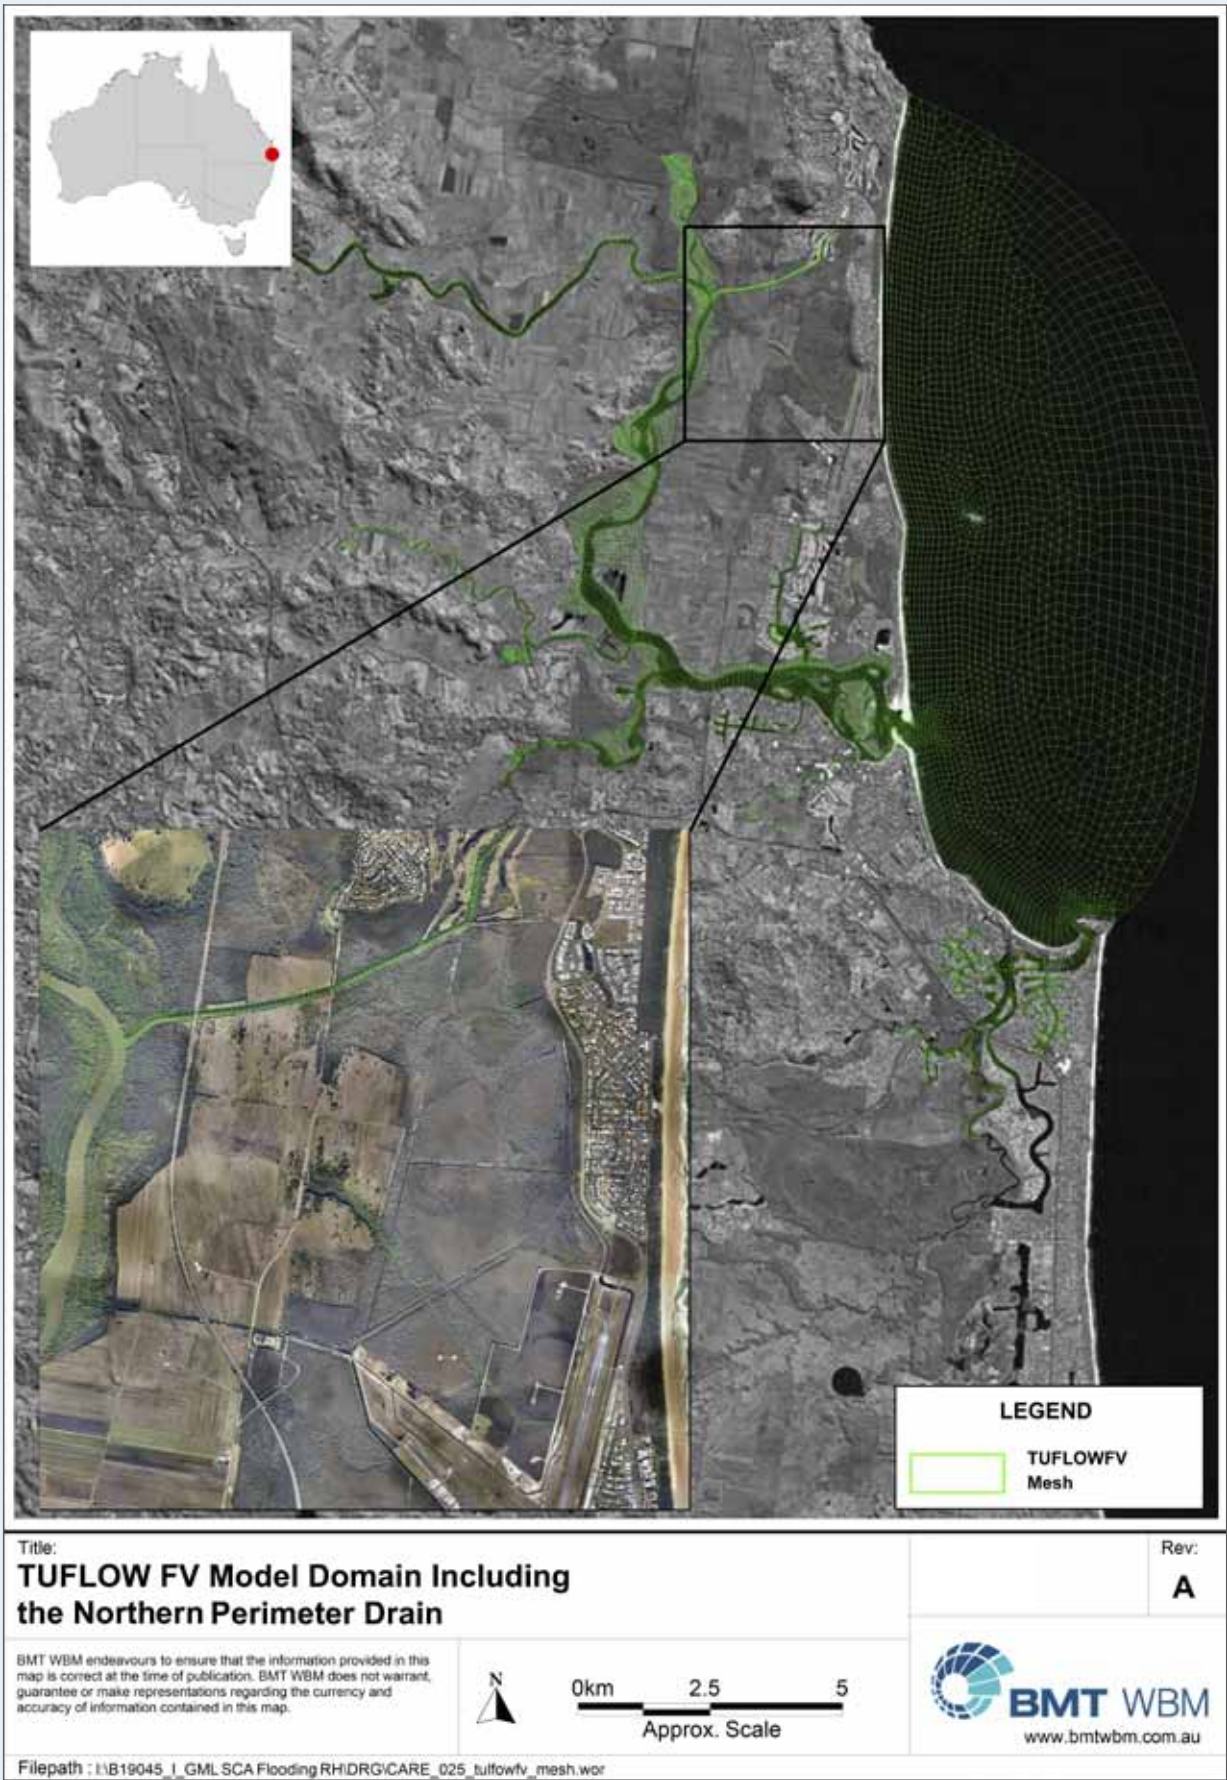 LEGEND
TUFLOWFV
Mesh
Title:
TUFLOW FV Model Domain Including
the Northern Perimeter Drain
Rev:
A
BMT WBM endeavours to ensure that the information provided in this
map is correct at the time of publication. BMT WBM does not warrant,
guarantee or make representations regarding the currency and
accuracy of information contained in this map.
N
0km 2.5 5
Approx. Scale
BMT WBM
www.bmtwbm.com.au
Filepath : I:\B19045_I_GML SCA Flooding RH\DRG\CARE_025_tulfowfv_mesh.wor